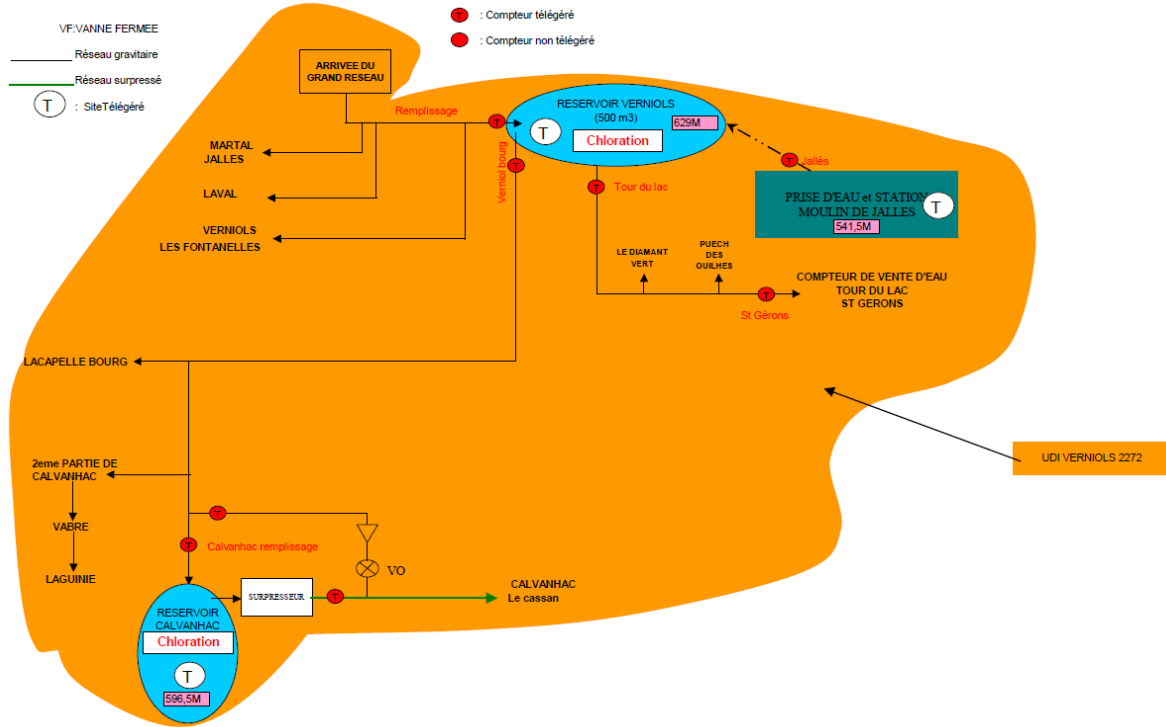 VF:VANNE FERMEE
Réseau gravitaire
Réseau surpressé
T : SiteTélégéré
T : Compteur télégéré
: Compteur non télégéré
ARRIVEE DU
GRAND RESEAU
Remplissage
T
RESERVOIR VERNIOLS
(500 m3)
629M
T
Chloration
Verniol bourg
T
T
Tour du lac
T
Jallès
PRISE D'EAU et STATION
MOULIN DE JALLES
T
541,5M
MARTAL
JALLES
LAVAL
VERNIOLS
LES FONTANELLES
LE DIAMANT
VERT
PUECH
DES
OUILHES
T
St Gérons
COMPTEUR DE VENTE D'EAU
TOUR DU LAC
ST GERONS
LACAPELLE BOURG
UDI VERNIOLS 2272
2eme PARTIE DE
CALVANHAC
VABRE
LAGUINIE
T
T
Calvanhac remplissage
VO
SURPRESSEUR
T
CALVANHAC
Le cassan
RESERVOIR
CALVANHAC
Chloration
T
596,5M